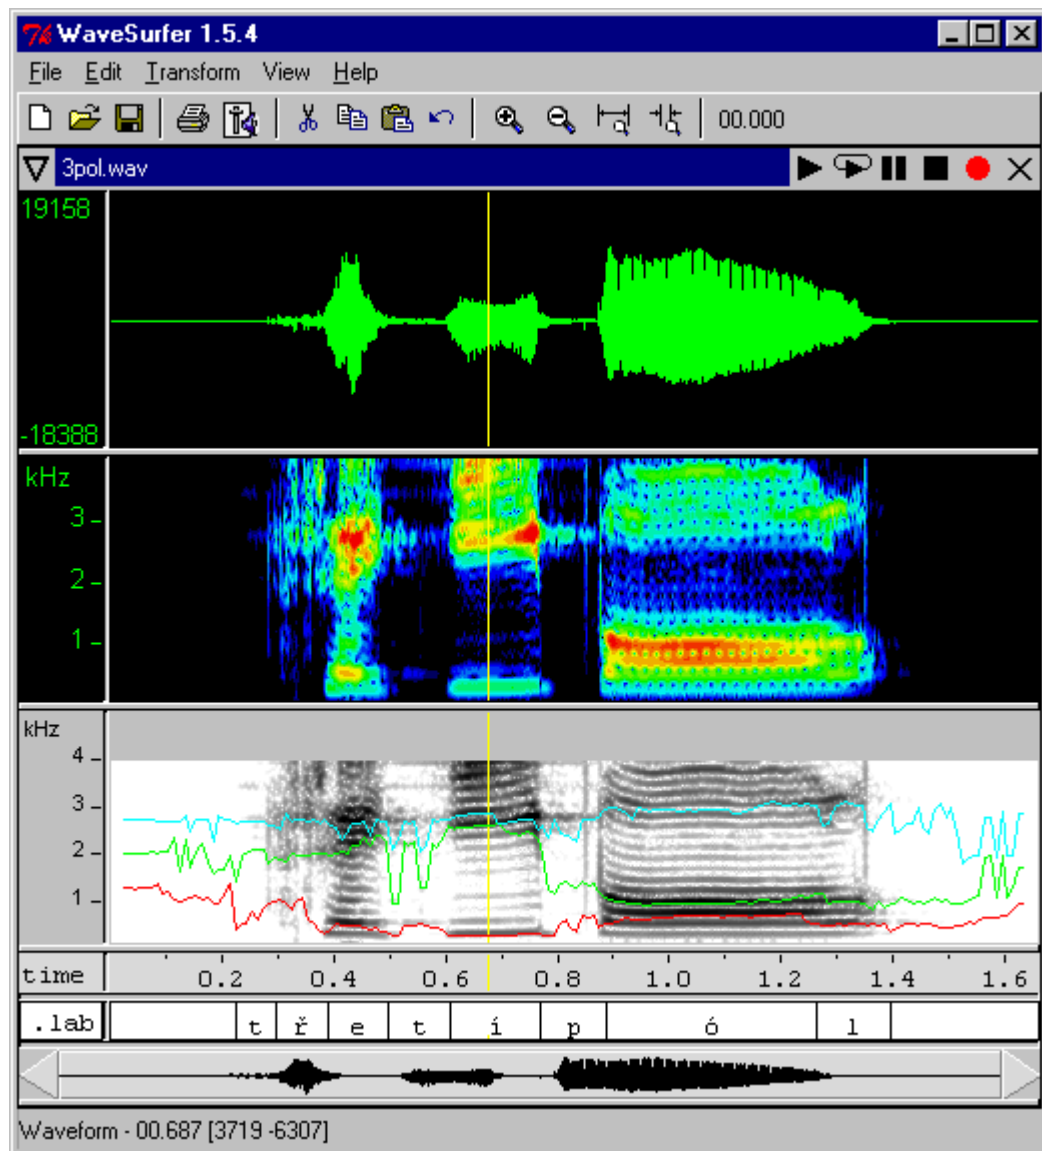 WaveSurfer 1.5.4
File Edit Transform View Help
00.000
3pol.wav
19158
-18388
kHz
3
2
1
kHz
4
3
2
1
time 0.2 0.4 0.6 0.8 1.0 1.2 1.4 1.6
.lab t ř e t í p ó l
Waveform - 00.687 [3719 -6307]